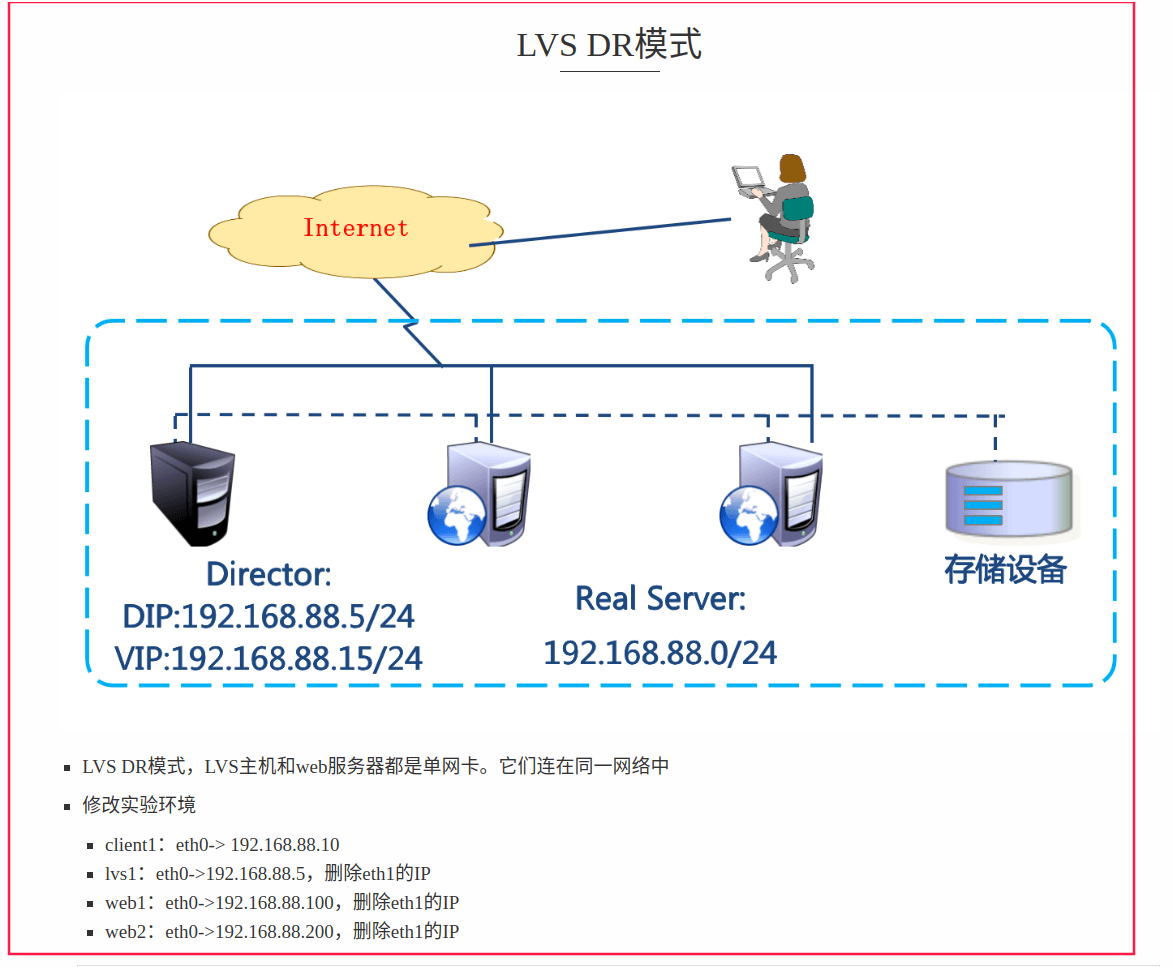 LVS DR模式
Internet
Director:
DIP:192.168.88.5/24
VIP:192.168.88.15/24
Real Server:
192.168.88.0/24
存储设备
LVS DR模式，LVS主机和web服务器都是单网卡。它们连在同一网络中
修改实验环境
client1：eth0-> 192.168.88.10
lvs1：eth0->192.168.88.5，删除eth1的IP
web1：eth0->192.168.88.100，删除eth1的IP
web2：eth0->192.168.88.200，删除eth1的IP